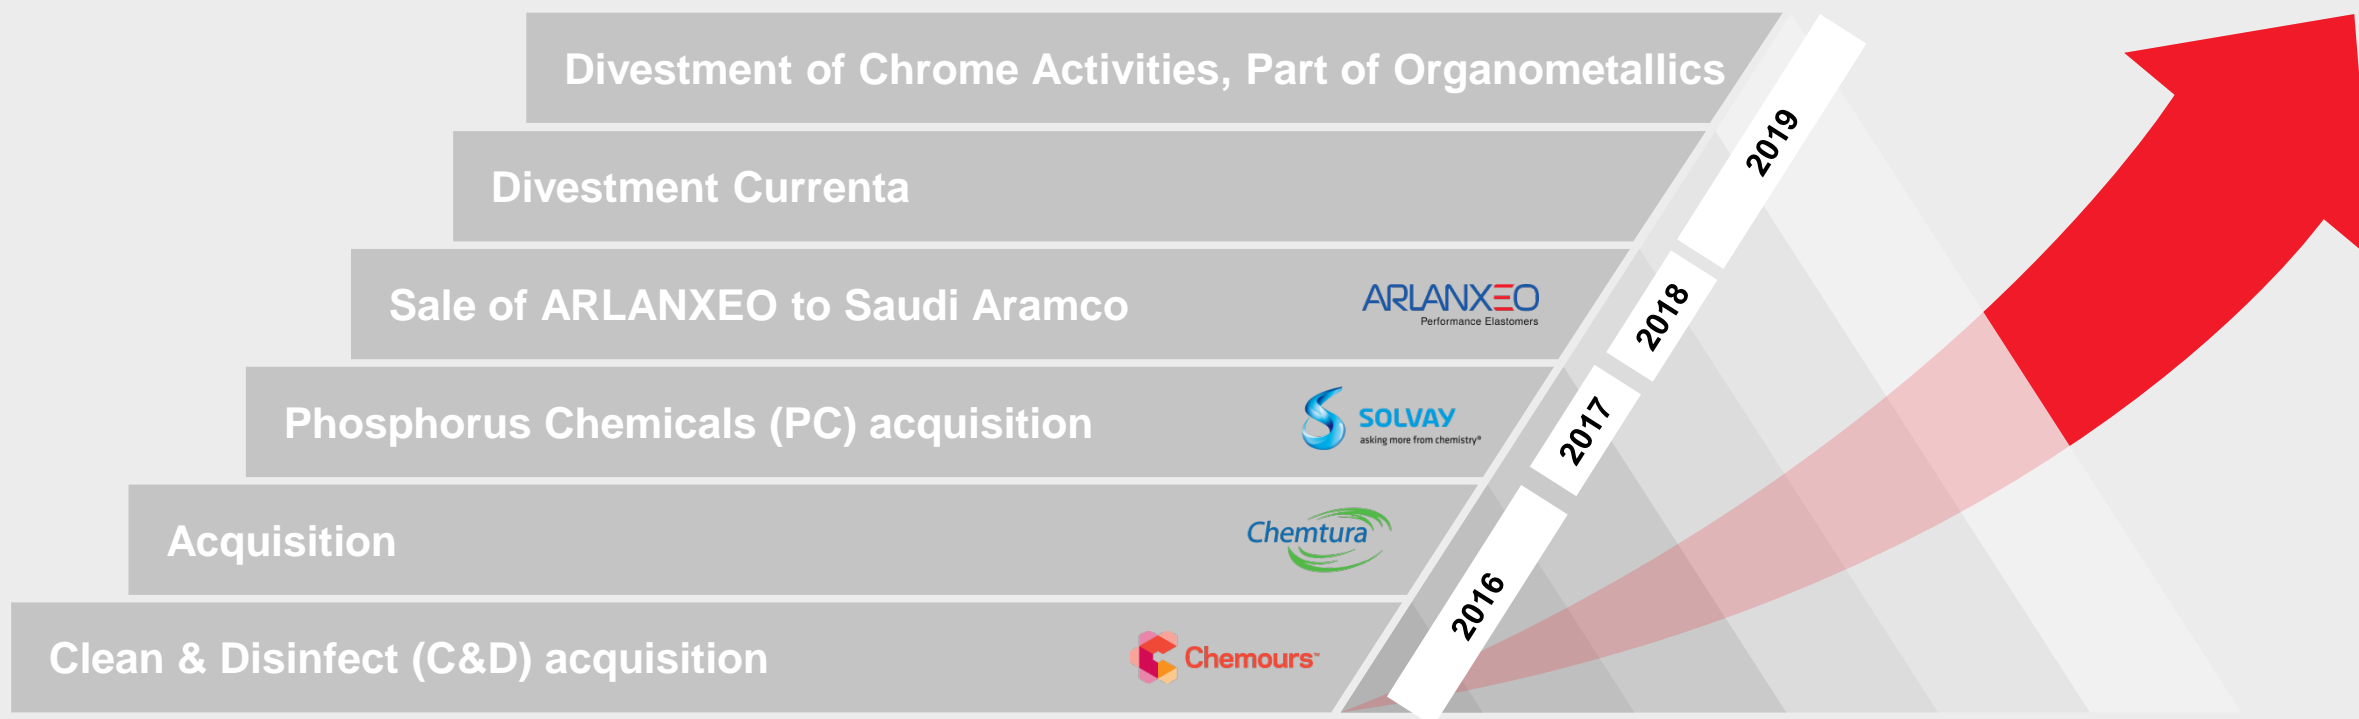 Divestment of Chrome Activities, Part of Organometallics
2019
Divestment Currenta
Sale of ARLANXEO to Saudi Aramco
ARLANXEO
Performance Elastomers
2018
Phosphorus Chemicals (PC) acquisition
SOLVAY
asking more from chemistry®
2017
Acquisition
Chemtura
2016
Clean & Disinfect (C&D) acquisition
Chemours™